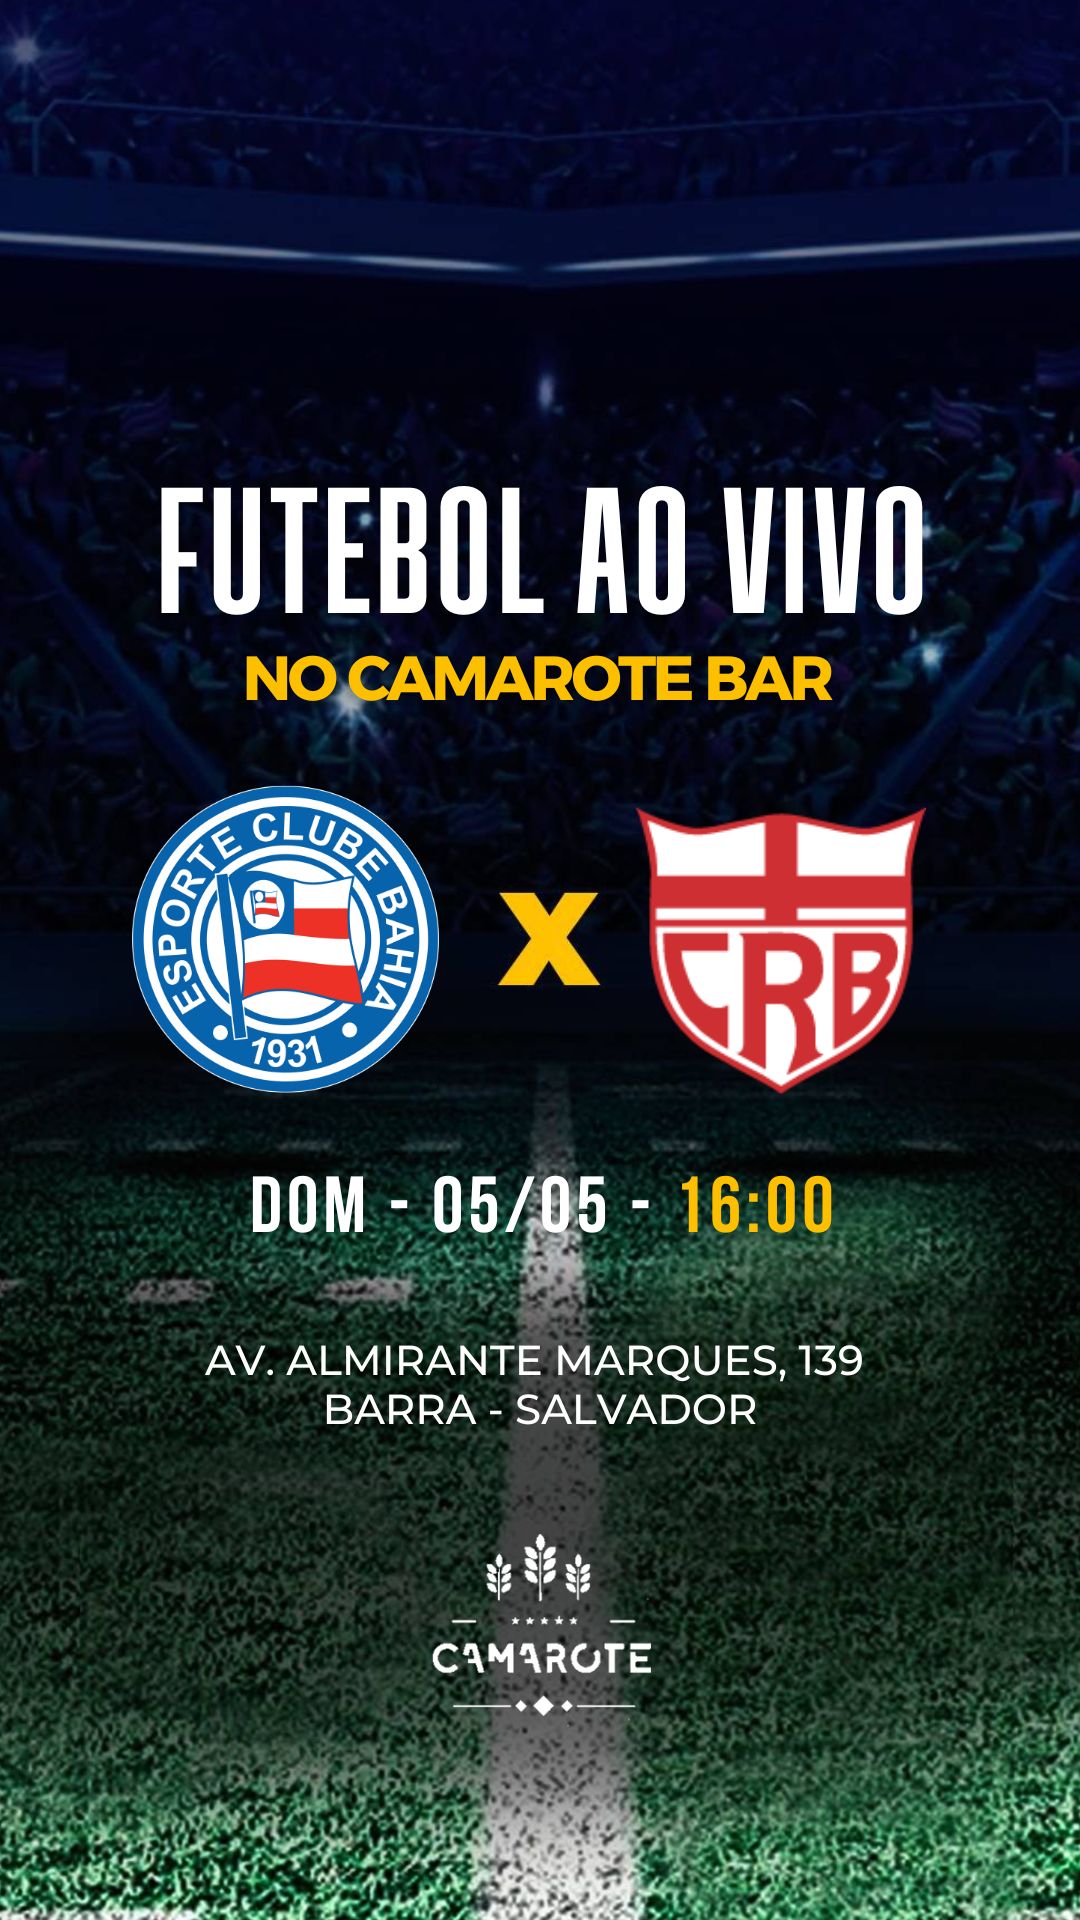 FUTEBOL AO VIVO
NO CAMAROTE BAR
ESPORTE CLUBE BAHIA
1931
X
CRB
DOM - 05/05 - 16:00
AV. ALMIRANTE MARQUES, 139
BARRA - SALVADOR
CAMAROTE